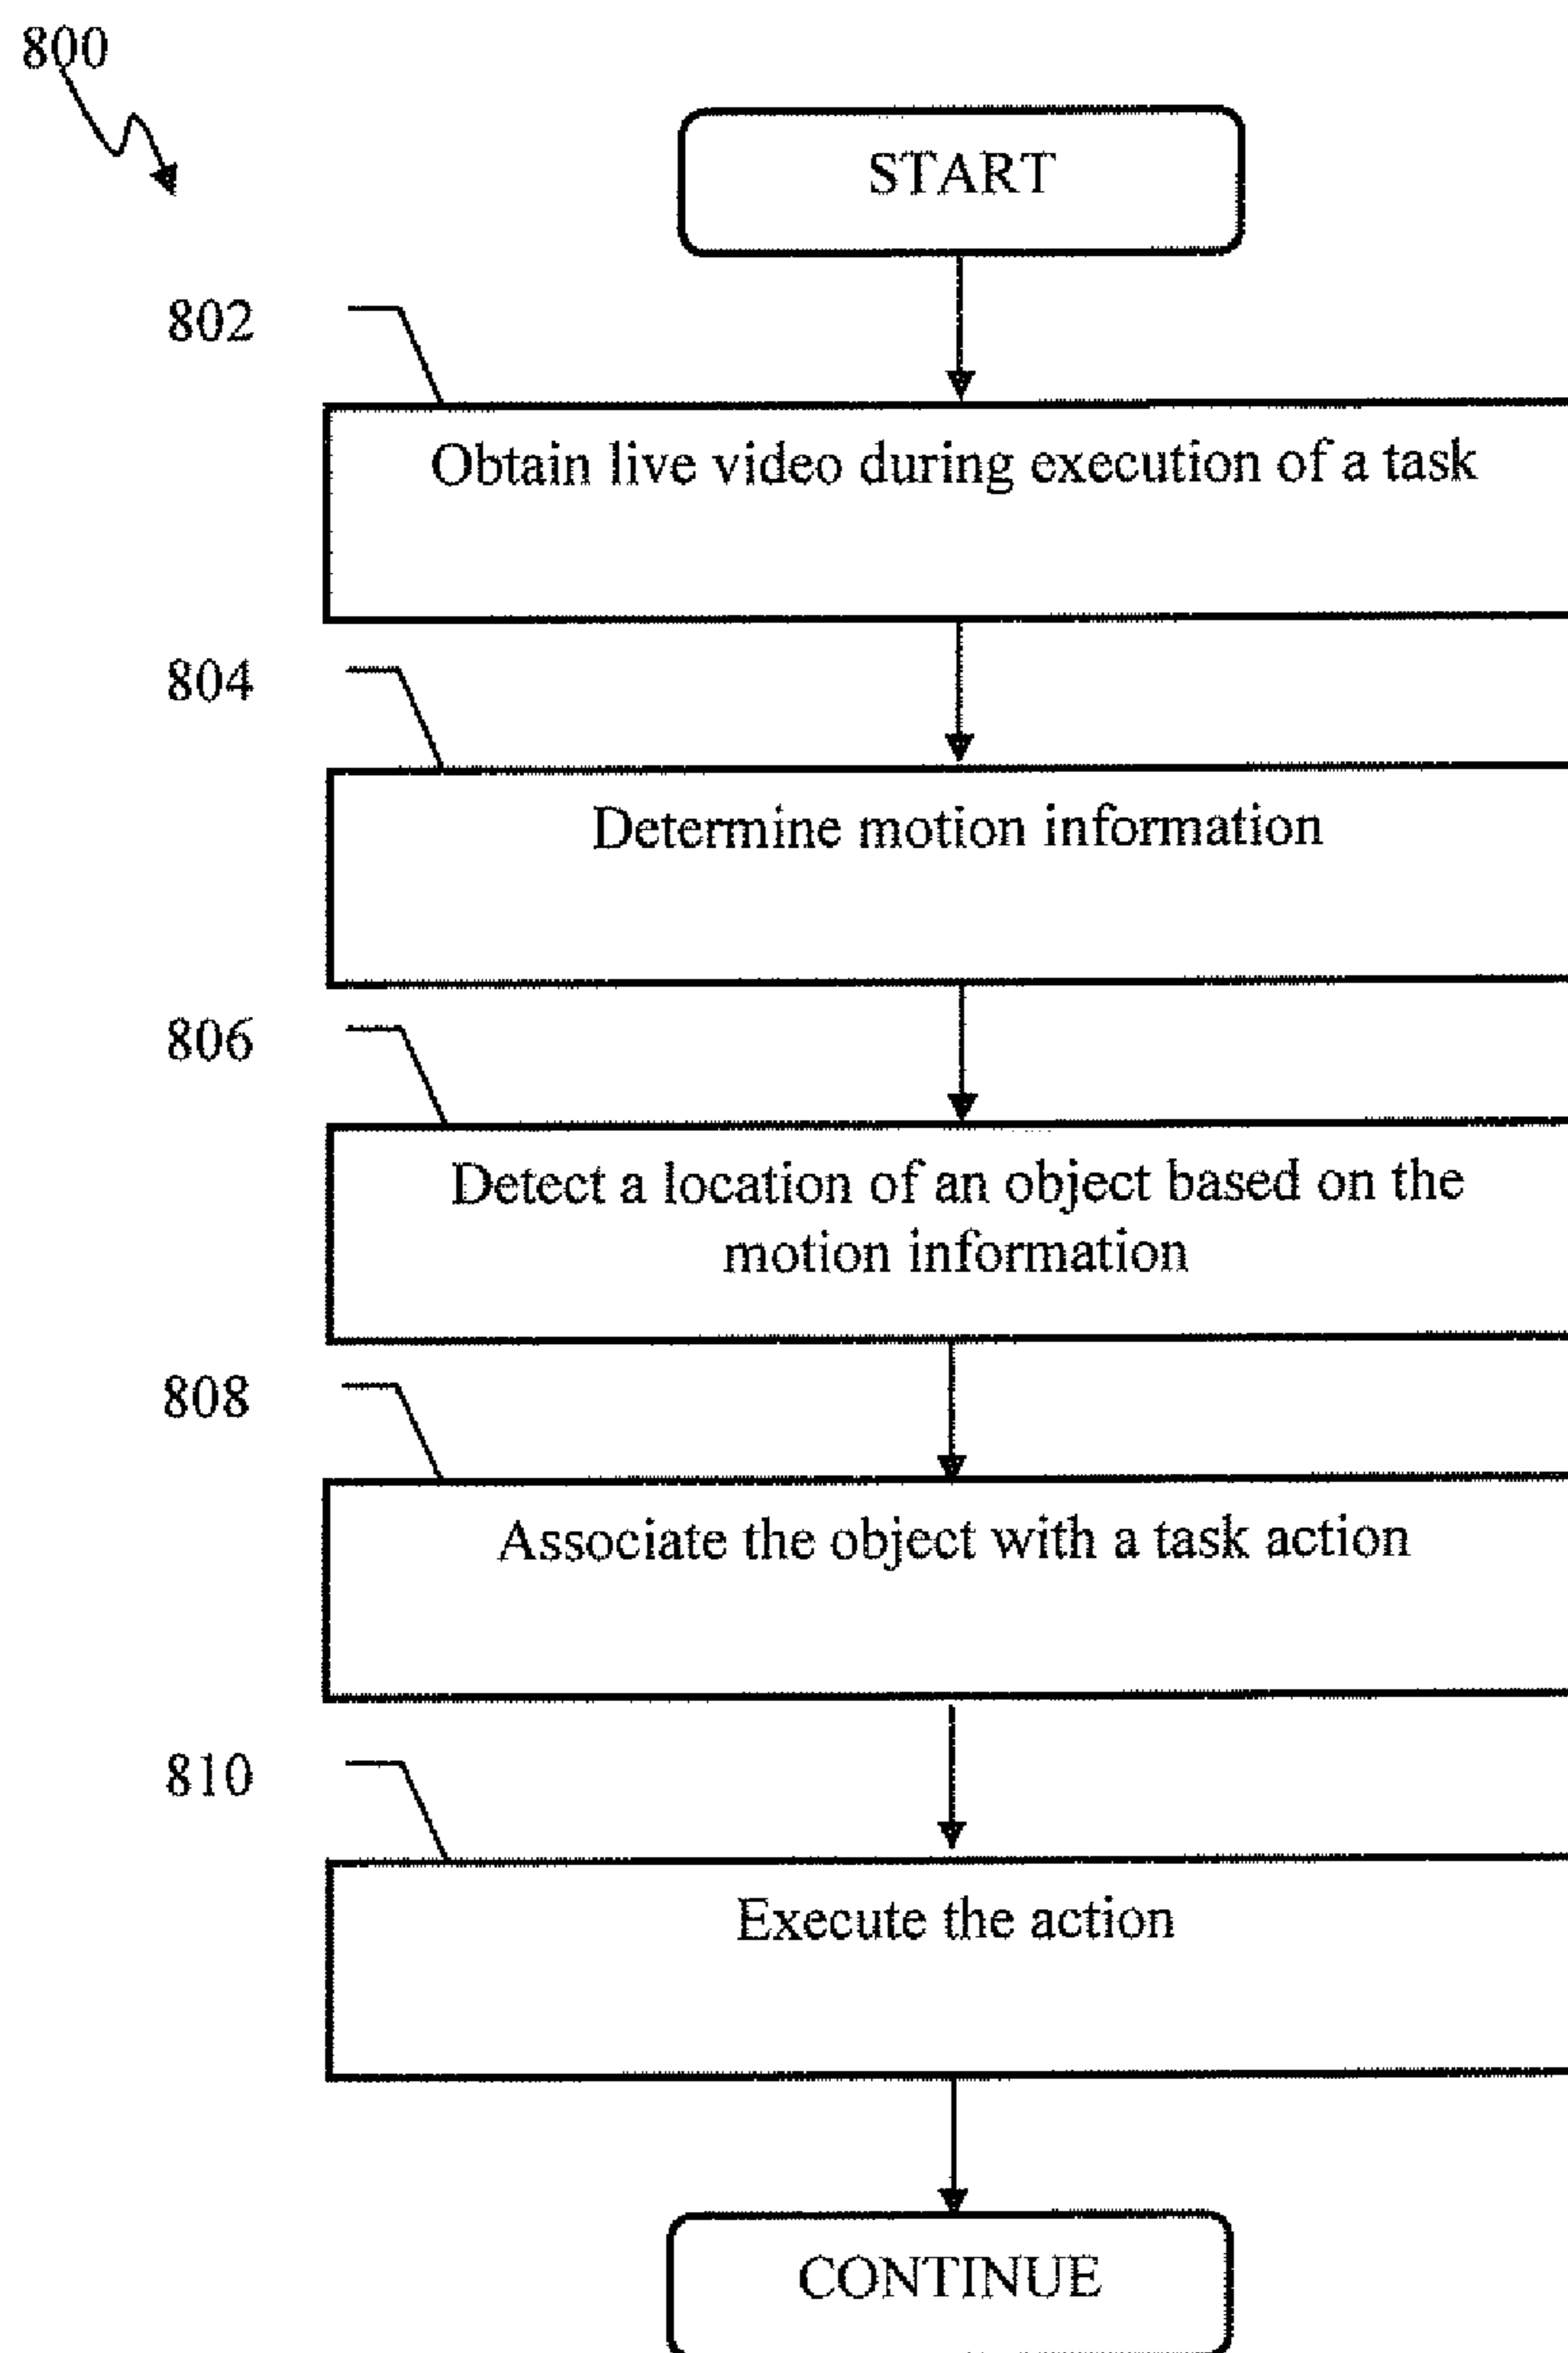 800
START
802
Obtain live video during execution of a task
804
Determine motion information
806
Detect a location of an object based on the
motion information
808
Associate the object with a task action
810
Execute the action
CONTINUE